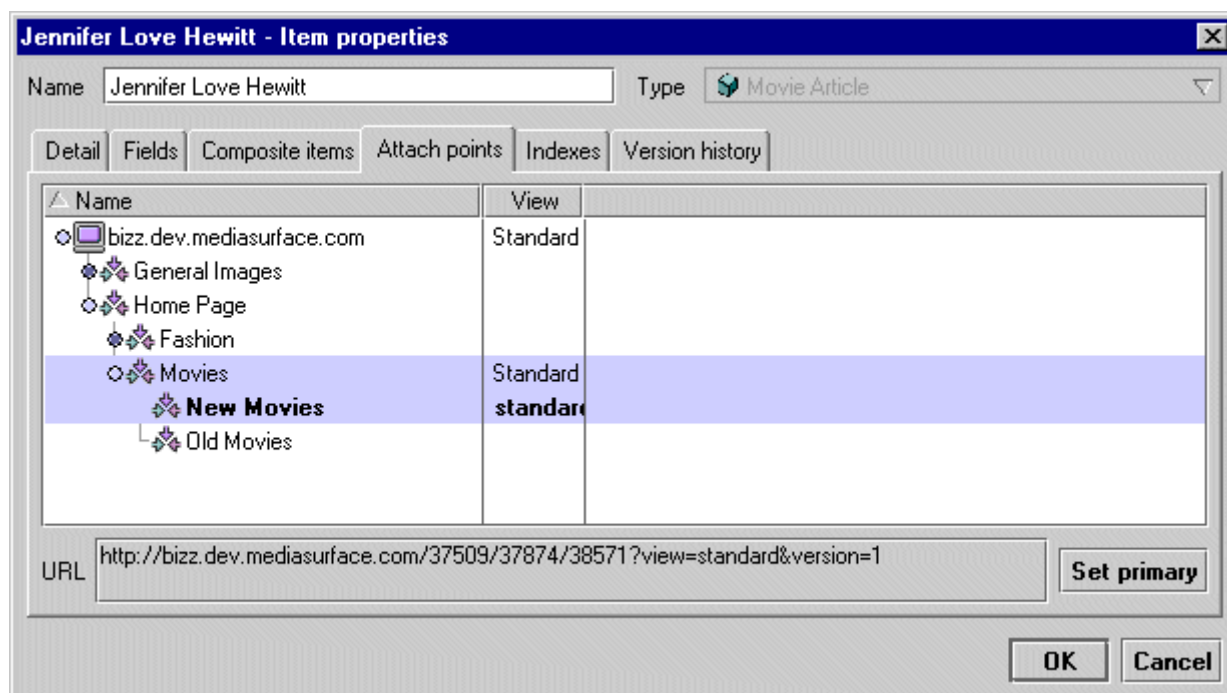 Jennifer Love Hewitt - Item properties
Name Jennifer Love Hewitt Type Movie Article
Detail Fields Composite items Attach points Indexes Version history
Name View
bizz.dev.mediasurface.com Standard
General Images
Home Page
Fashion
Movies Standard
New Movies standard
Old Movies
URL http://bizz.dev.mediasurface.com/37509/37874/38571?view=standard&version=1 Set primary
OK Cancel